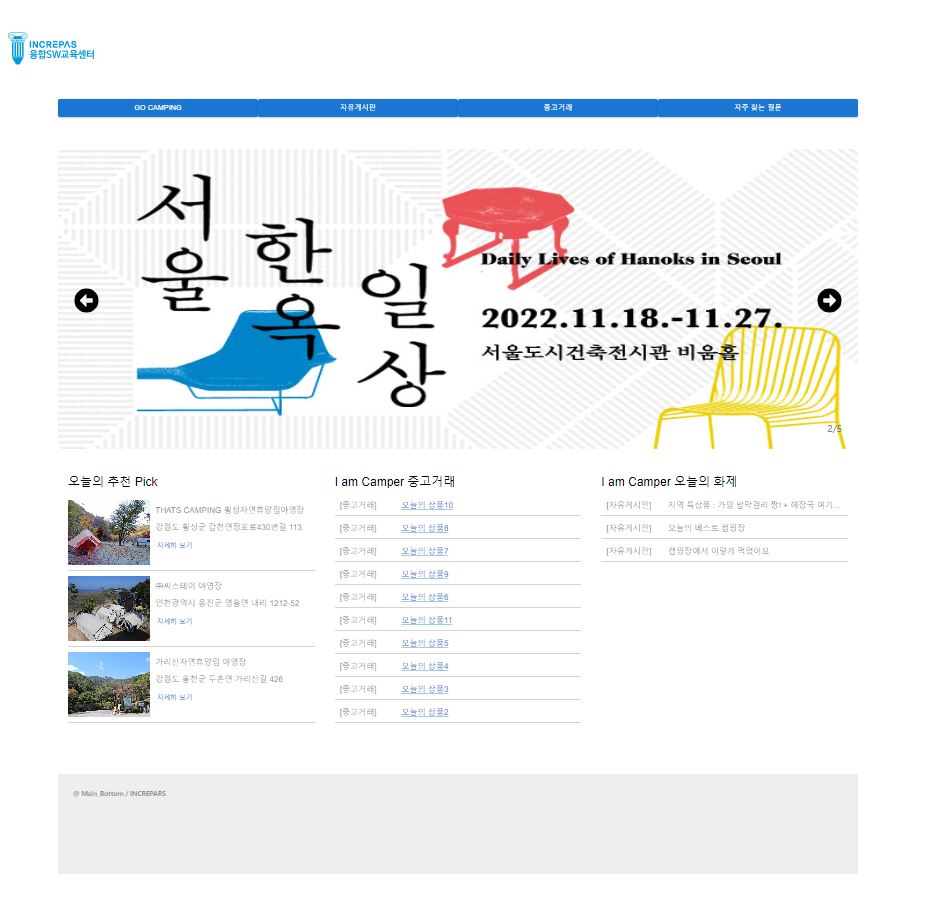 INCREPAS
융합SW교육센터
GO CAMPING
자유게시판
중고거래
자주 찾는 질문
서울
한옥
일상
Daily Lives of Hanoks in Seoul
2022.11.18.-11.27.
서울도시건축전시관 비움홀
2/5
오늘의 추천 Pick
THATS CAMPING 횡성자연휴양림야영장
강원도 횡성군 갑천면정포로430번길 113
자세히 보기
㈜씨스테이 야영장
인천광역시 옹진군 영흥면 내리 1212-52
자세히 보기
가리산자연휴양림 야영장
강원도 홍천군 두촌면 가리산길 426
자세히 보기
I am Camper 중고거래
[중고거래] 오늘의 상품10
[중고거래] 오늘의 상품8
[중고거래] 오늘의 상품7
[중고거래] 오늘의 상품9
[중고거래] 오늘의 상품6
[중고거래] 오늘의 상품11
[중고거래] 오늘의 상품5
[중고거래] 오늘의 상품4
[중고거래] 오늘의 상품3
[중고거래] 오늘의 상품2
I am Camper 오늘의 화제
[자유게시판] 지역 특상품 : 가평 밤막걸리 짱! + 해장국 여기...
[자유게시판] 오늘의 베스트 캠핑장
[자유게시판] 캠핑장에서 이렇게 먹었어요
@ Main_Bottom / INCREPARS